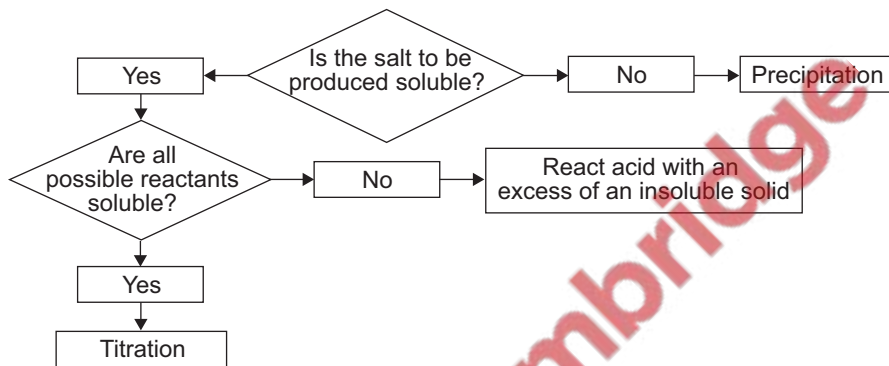 Is the salt to be
produced soluble?
Yes
No
Precipitation
Are all
possible reactants
soluble?
No
React acid with an
excess of an insoluble solid
Yes
Titration
mbridge